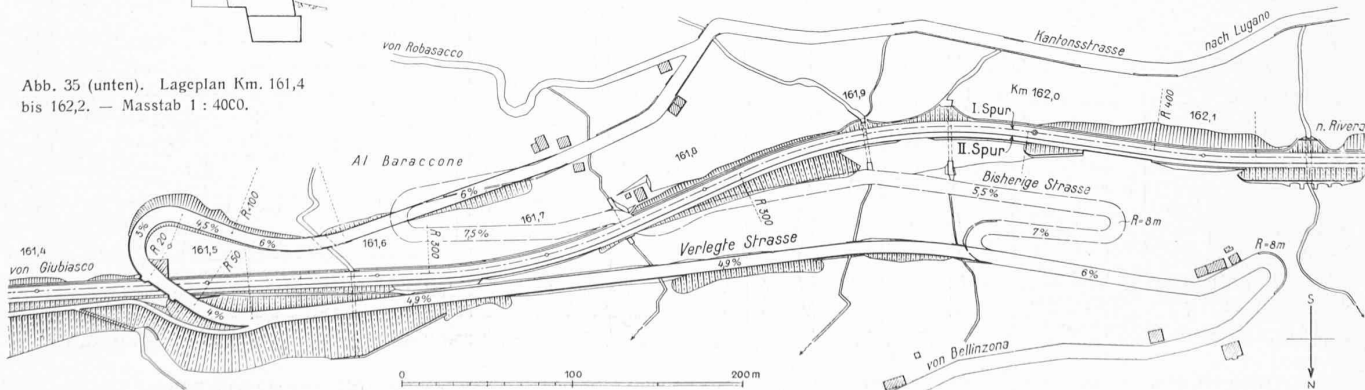 Abb. 35 (unten). Lageplan Km. 161,4
bis 162,2. — Masstab 1 : 4000.
von Robasacco
Kantonsstrasse
nach Lugano
161,9
Km 162,0
I. Spur
II. Spur
R 400
162,1
n. Rivera
Al Baraccone
161,8
6%
161,7
7,5%
R 300
R 300
Bisherige Strasse
5,5%
R=8m
7%
R=100
4,5%
6%
161,6
5%
R 20
161,5
R 50
161,4
von Giubiasco
Verlegte Strasse
4,9%
6%
R=8m
4%
4,9%
von Bellinzona
S
N
0 100 200 m